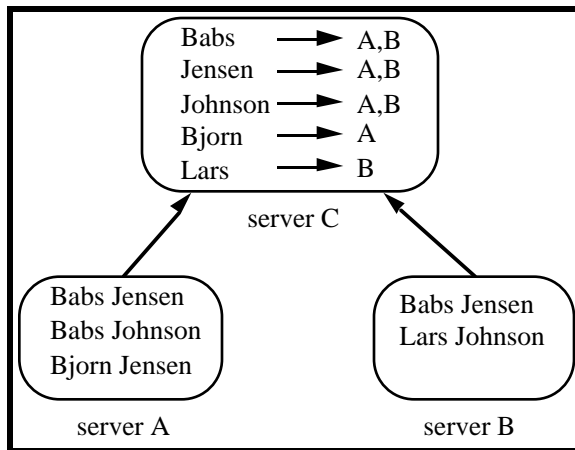 Babs A,B
Jensen A,B
Johnson A,B
Bjorn A
Lars B
server C
Babs Jensen
Babs Johnson
Bjorn Jensen
server A
Babs Jensen
Lars Johnson
server B